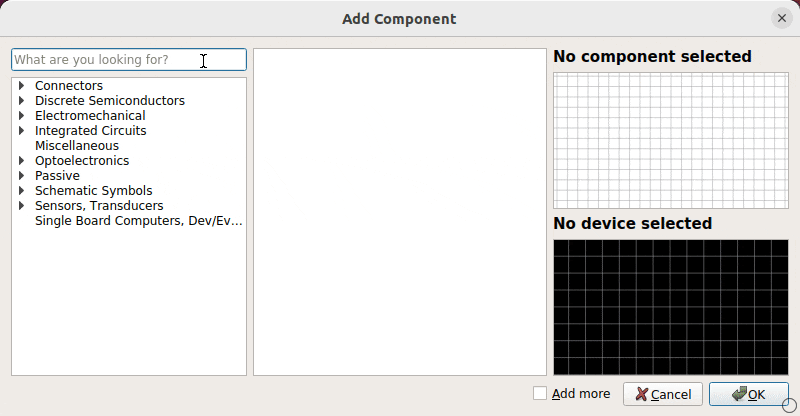 Add Component
What are you looking for?
Connectors
Discrete Semiconductors
Electromechanical
Integrated Circuits
Miscellaneous
Optoelectronics
Passive
Schematic Symbols
Sensors, Transducers
Single Board Computers, Dev/Ev...
No component selected
No device selected
Add more
Cancel
OK